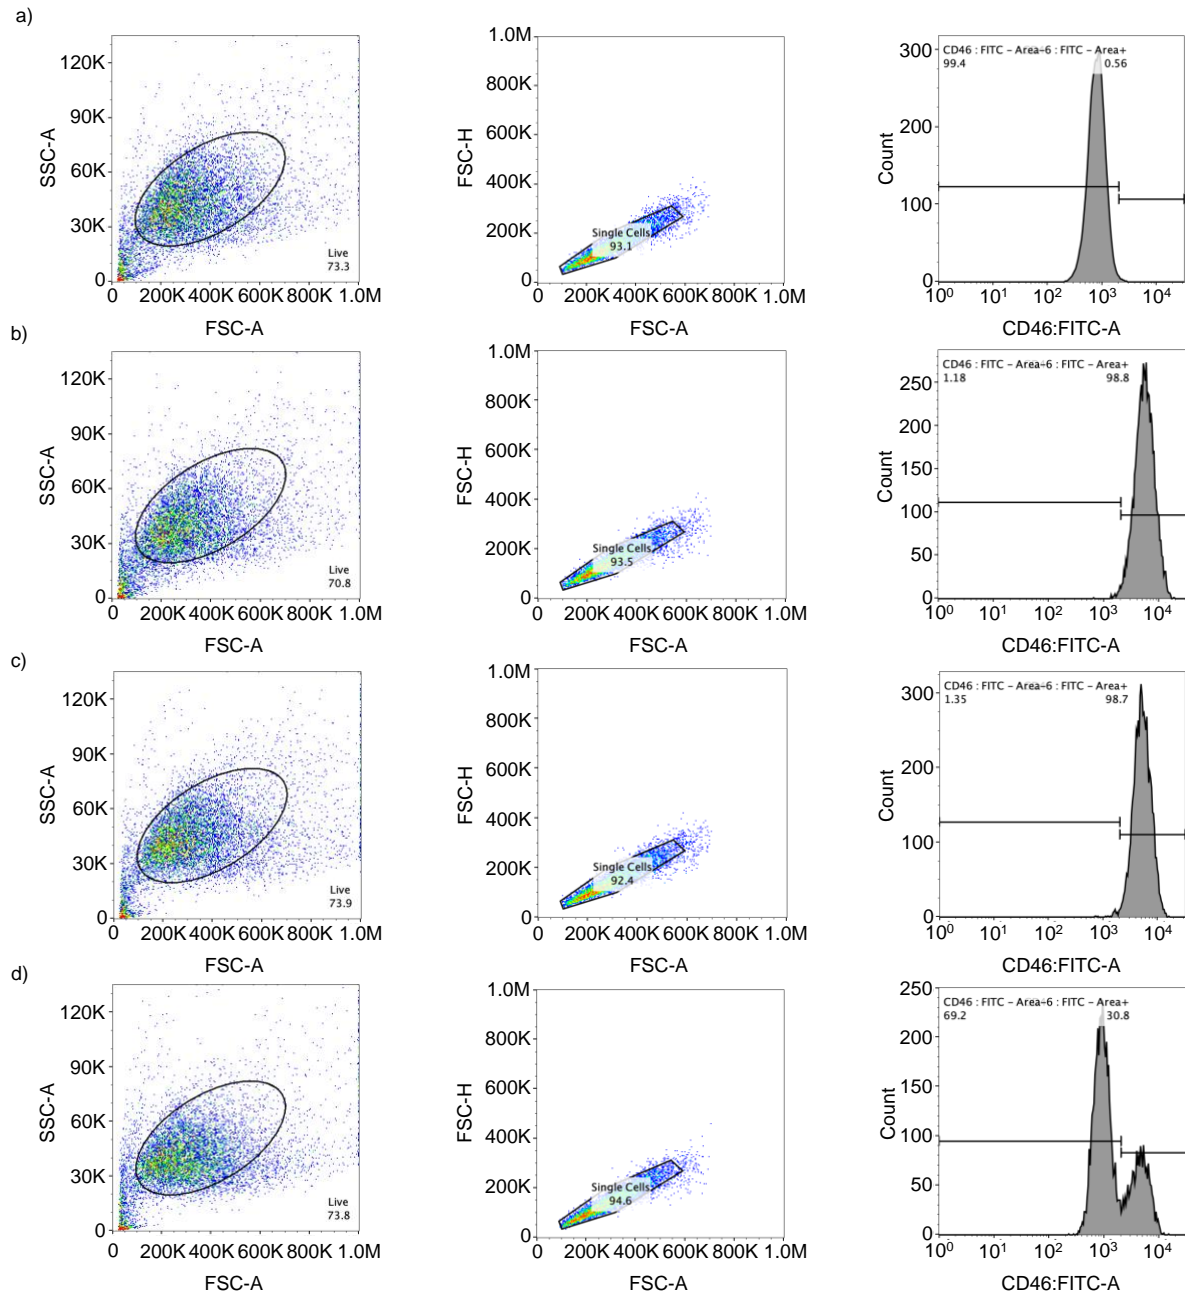 a)
120K
90K
60K
30K
0
SSC-A
Live
73.3
0
200K
400K
600K
800K
1.0M
FSC-A
1.0M
800K
600K
400K
200K
0
FSC-H
Single Cells
93.1
0
200K
400K
600K
800K
1.0M
FSC-A
300
200
100
0
Count
CD46 : FITC – Area–6 : FITC – Area+
99.4 0.56
10⁰
10¹
10²
10³
10⁴
CD46:FITC-A
b)
120K
90K
60K
30K
0
SSC-A
Live
70.8
0
200K
400K
600K
800K
1.0M
FSC-A
1.0M
800K
600K
400K
200K
0
FSC-H
Single Cells
93.5
0
200K
400K
600K
800K
1.0M
FSC-A
250
200
150
100
50
0
Count
CD46 : FITC – Area–6 : FITC – Area+
1.18 98.8
10⁰
10¹
10²
10³
10⁴
CD46:FITC-A
c)
120K
90K
60K
30K
0
SSC-A
Live
73.9
0
200K
400K
600K
800K
1.0M
FSC-A
1.0M
800K
600K
400K
200K
0
FSC-H
Single Cells
92.4
0
200K
400K
600K
800K
1.0M
FSC-A
300
200
100
0
Count
CD46 : FITC – Area–6 : FITC – Area+
1.35 98.7
10⁰
10¹
10²
10³
10⁴
CD46:FITC-A
d)
120K
90K
60K
30K
0
SSC-A
Live
73.8
0
200K
400K
600K
800K
1.0M
FSC-A
1.0M
800K
600K
400K
200K
0
FSC-H
Single Cells
94.6
0
200K
400K
600K
800K
1.0M
FSC-A
250
200
150
100
50
0
Count
CD46 : FITC – Area–6 : FITC – Area+
69.2 30.8
10⁰
10¹
10²
10³
10⁴
CD46:FITC-A